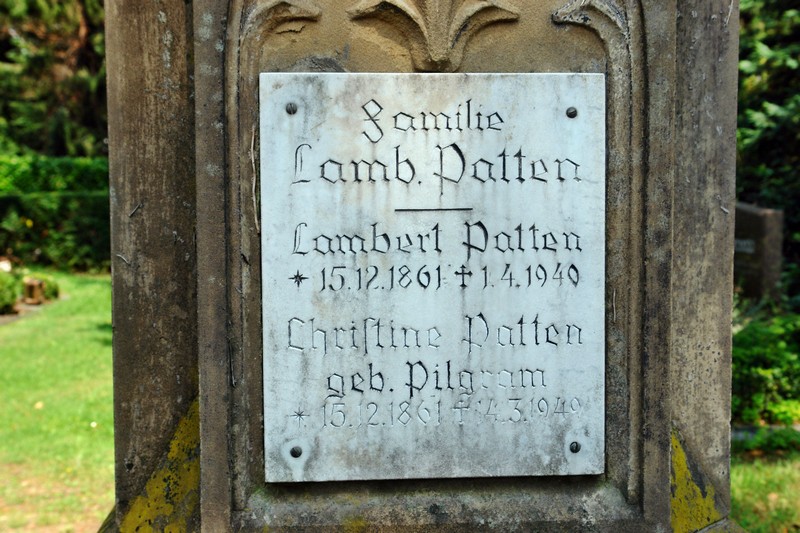 Familie
Lamb. Patten
Lambert Patten
* 15.12.1861 † 1.4.1940
Chriſtine Patten
geb. Pilgram
* 15.12.1861 † 4.3.1949